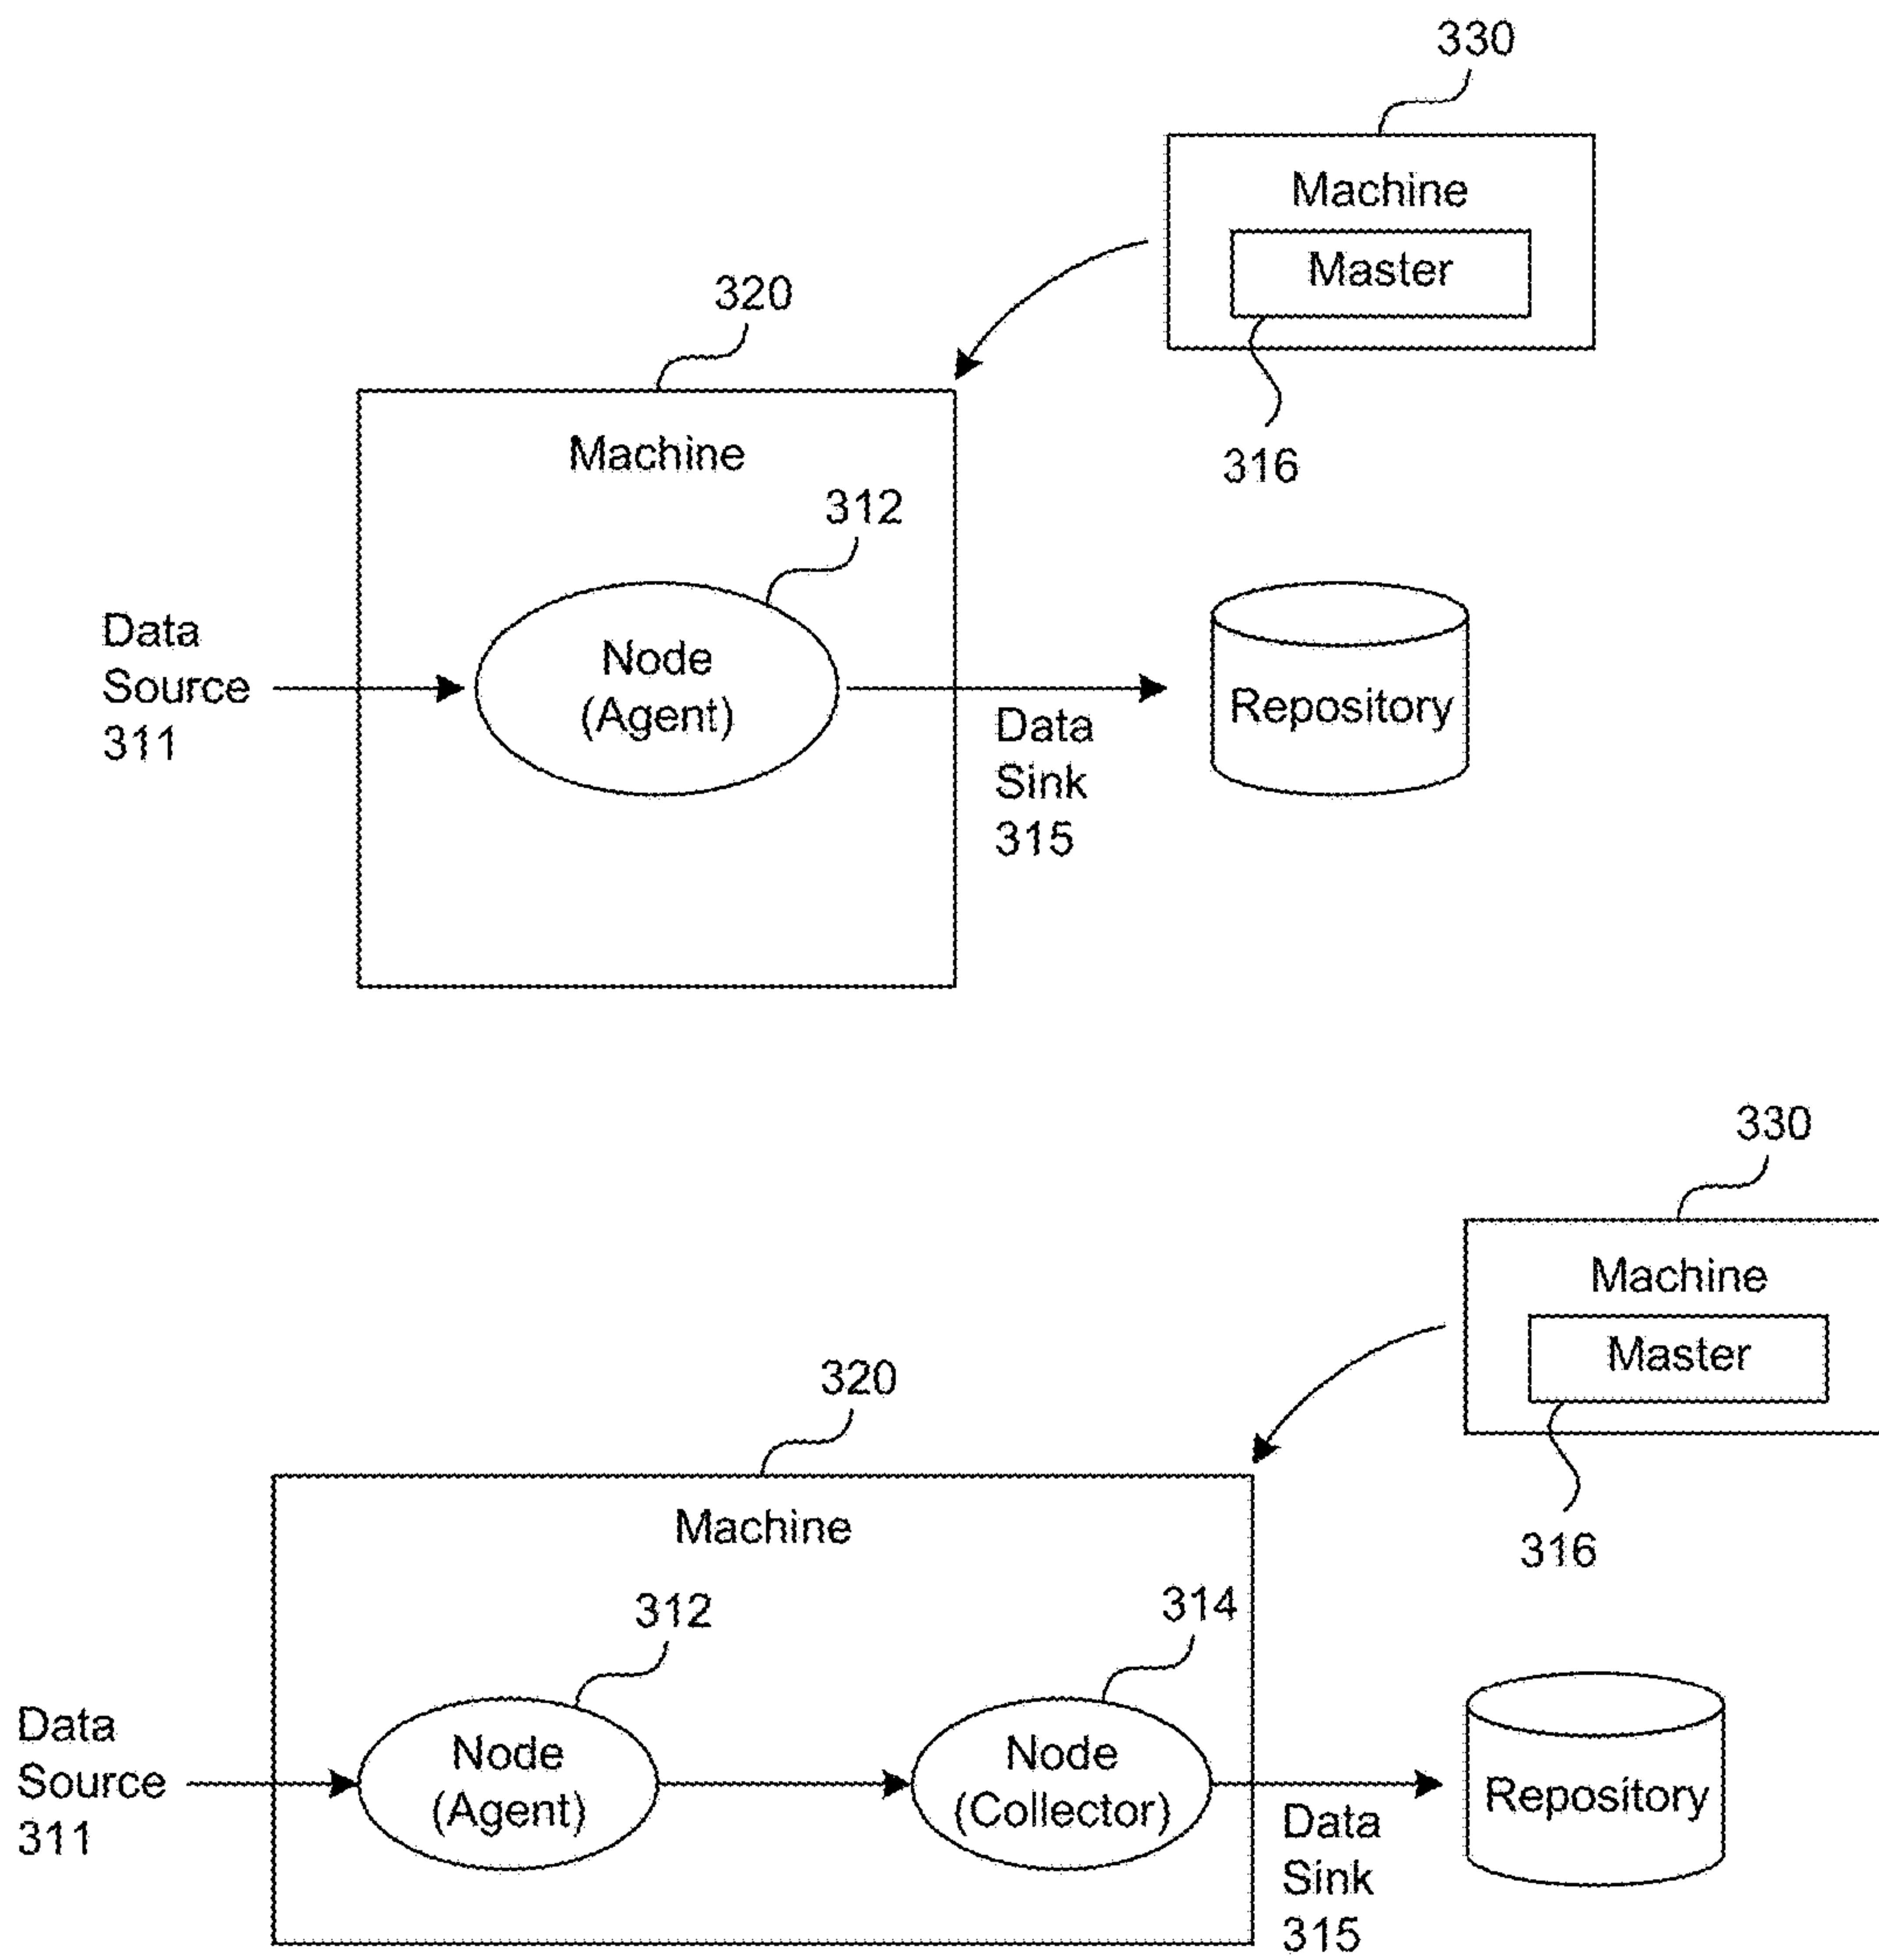 330
Machine
Master
320
316
Machine
312
Data
Source
311
Node
(Agent)
Data
Sink
315
Repository
330
Machine
Master
320
316
Machine
312
314
Data
Source
311
Node
(Agent)
Node
(Collector)
Data
Sink
315
Repository